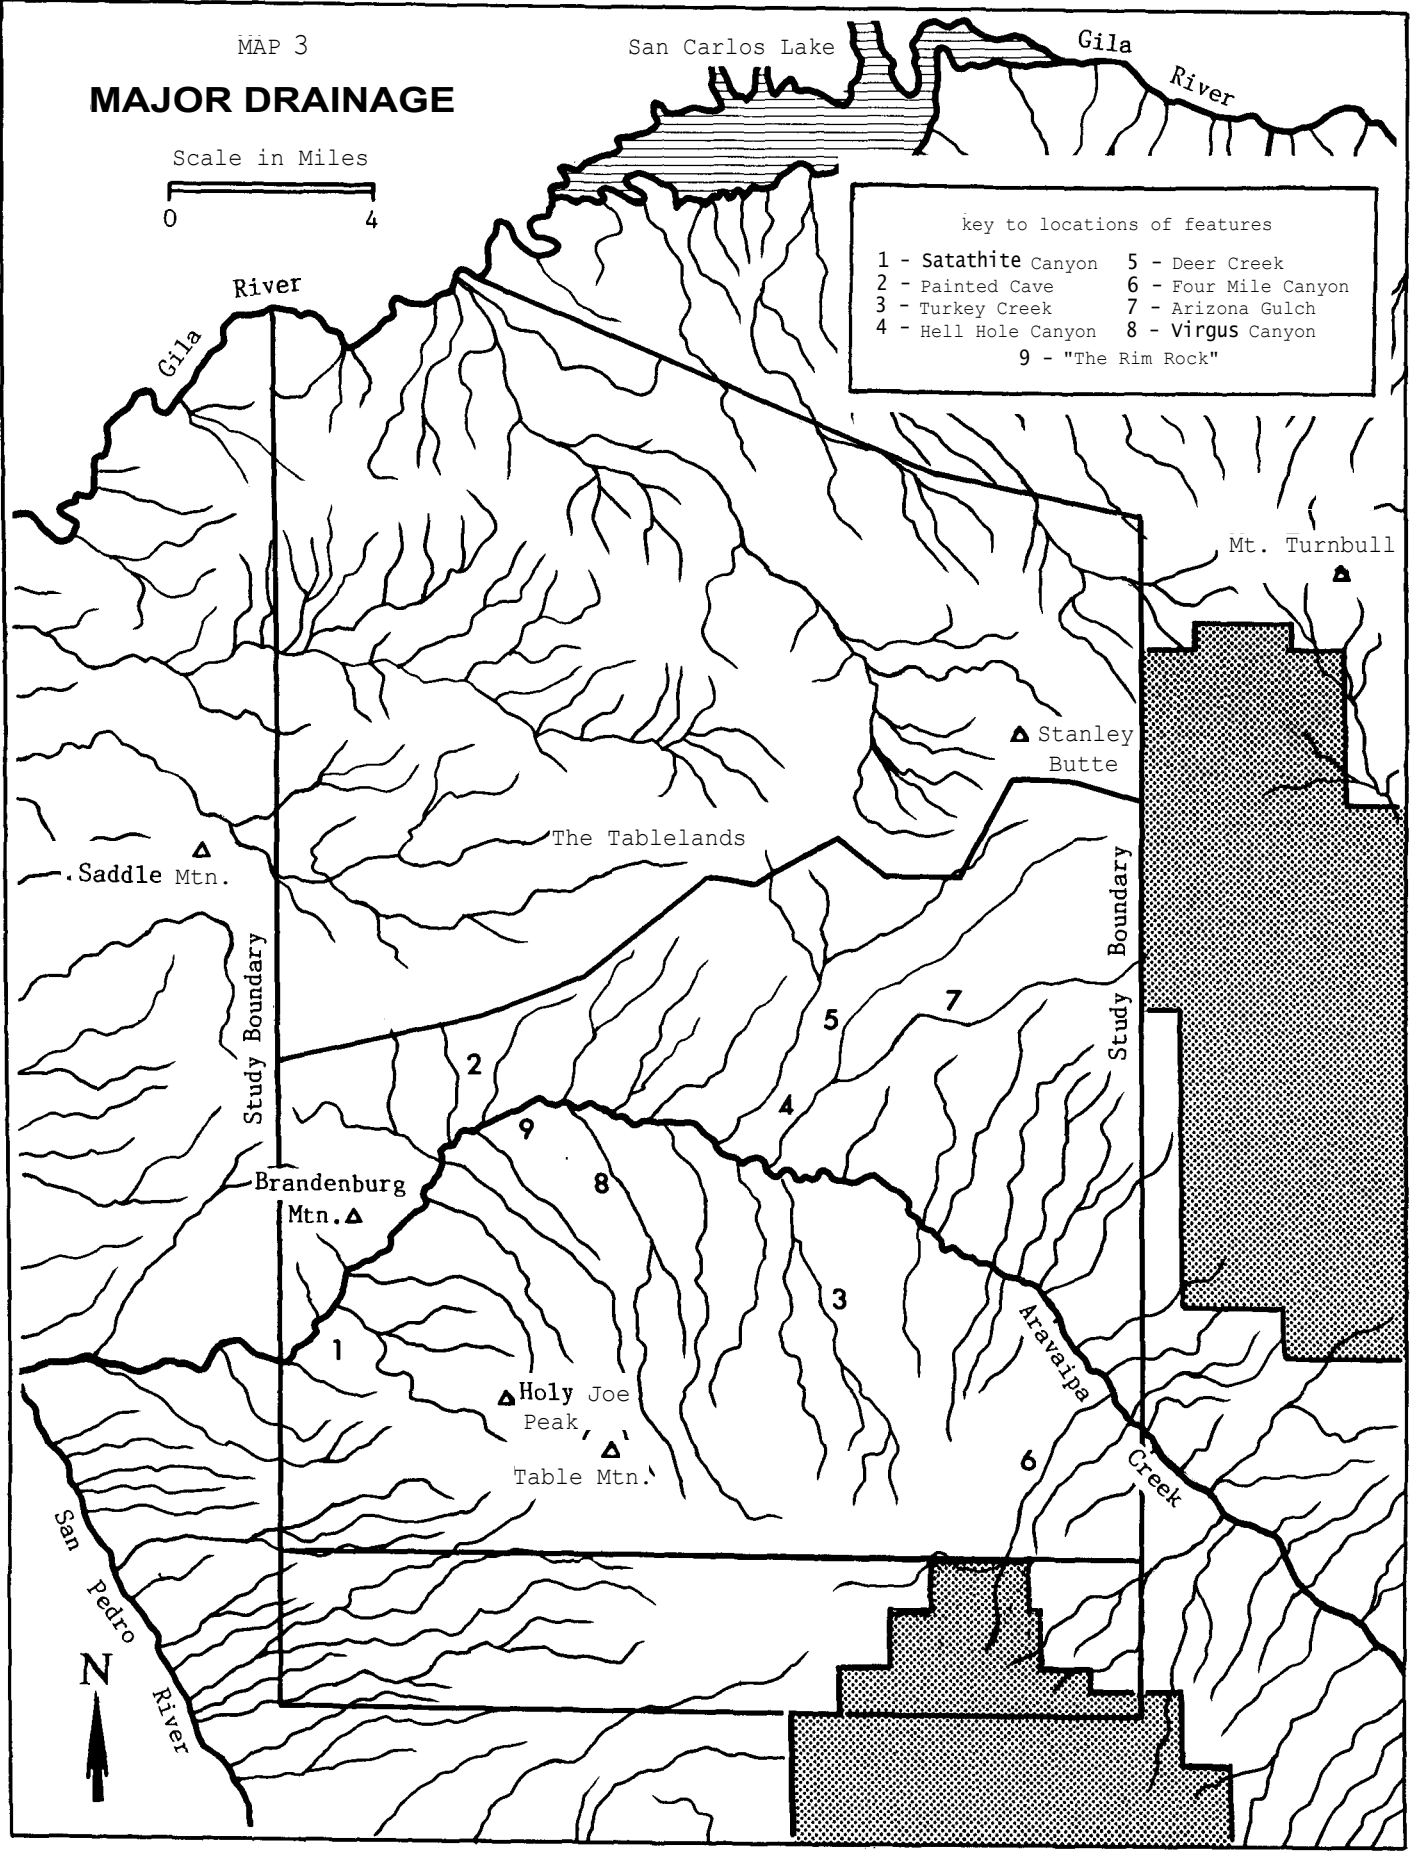 MAP 3
MAJOR DRAINAGE
Scale in Miles
0 4
San Carlos Lake
Gila
River
key to locations of features
1 - Satathite Canyon 5 - Deer Creek
2 - Painted Cave 6 - Four Mile Canyon
3 - Turkey Creek 7 - Arizona Gulch
4 - Hell Hole Canyon 8 - Virgus Canyon
9 - "The Rim Rock"
River
Gila
Mt. Turnbull
Stanley
Butte
The Tablelands
Saddle Mtn.
Study Boundary
Study Boundary
7
5
2
4
9
8
Brandenburg
Mtn.
3
1
Aravaipa
Creek
Holy Joe
Peak
Table Mtn.
6
San
Pedro
River
N